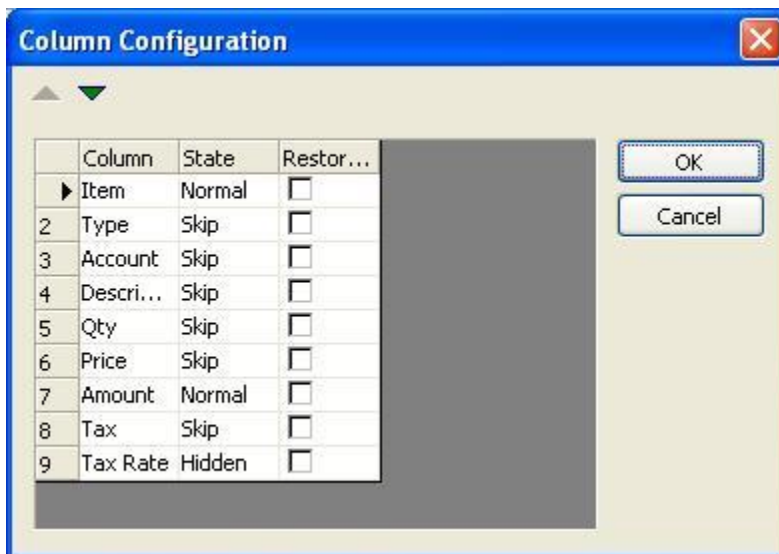 Column Configuration
Column State Restor...
Item Normal
2 Type Skip
3 Account Skip
4 Descri... Skip
5 Qty Skip
6 Price Skip
7 Amount Normal
8 Tax Skip
9 Tax Rate Hidden
OK
Cancel